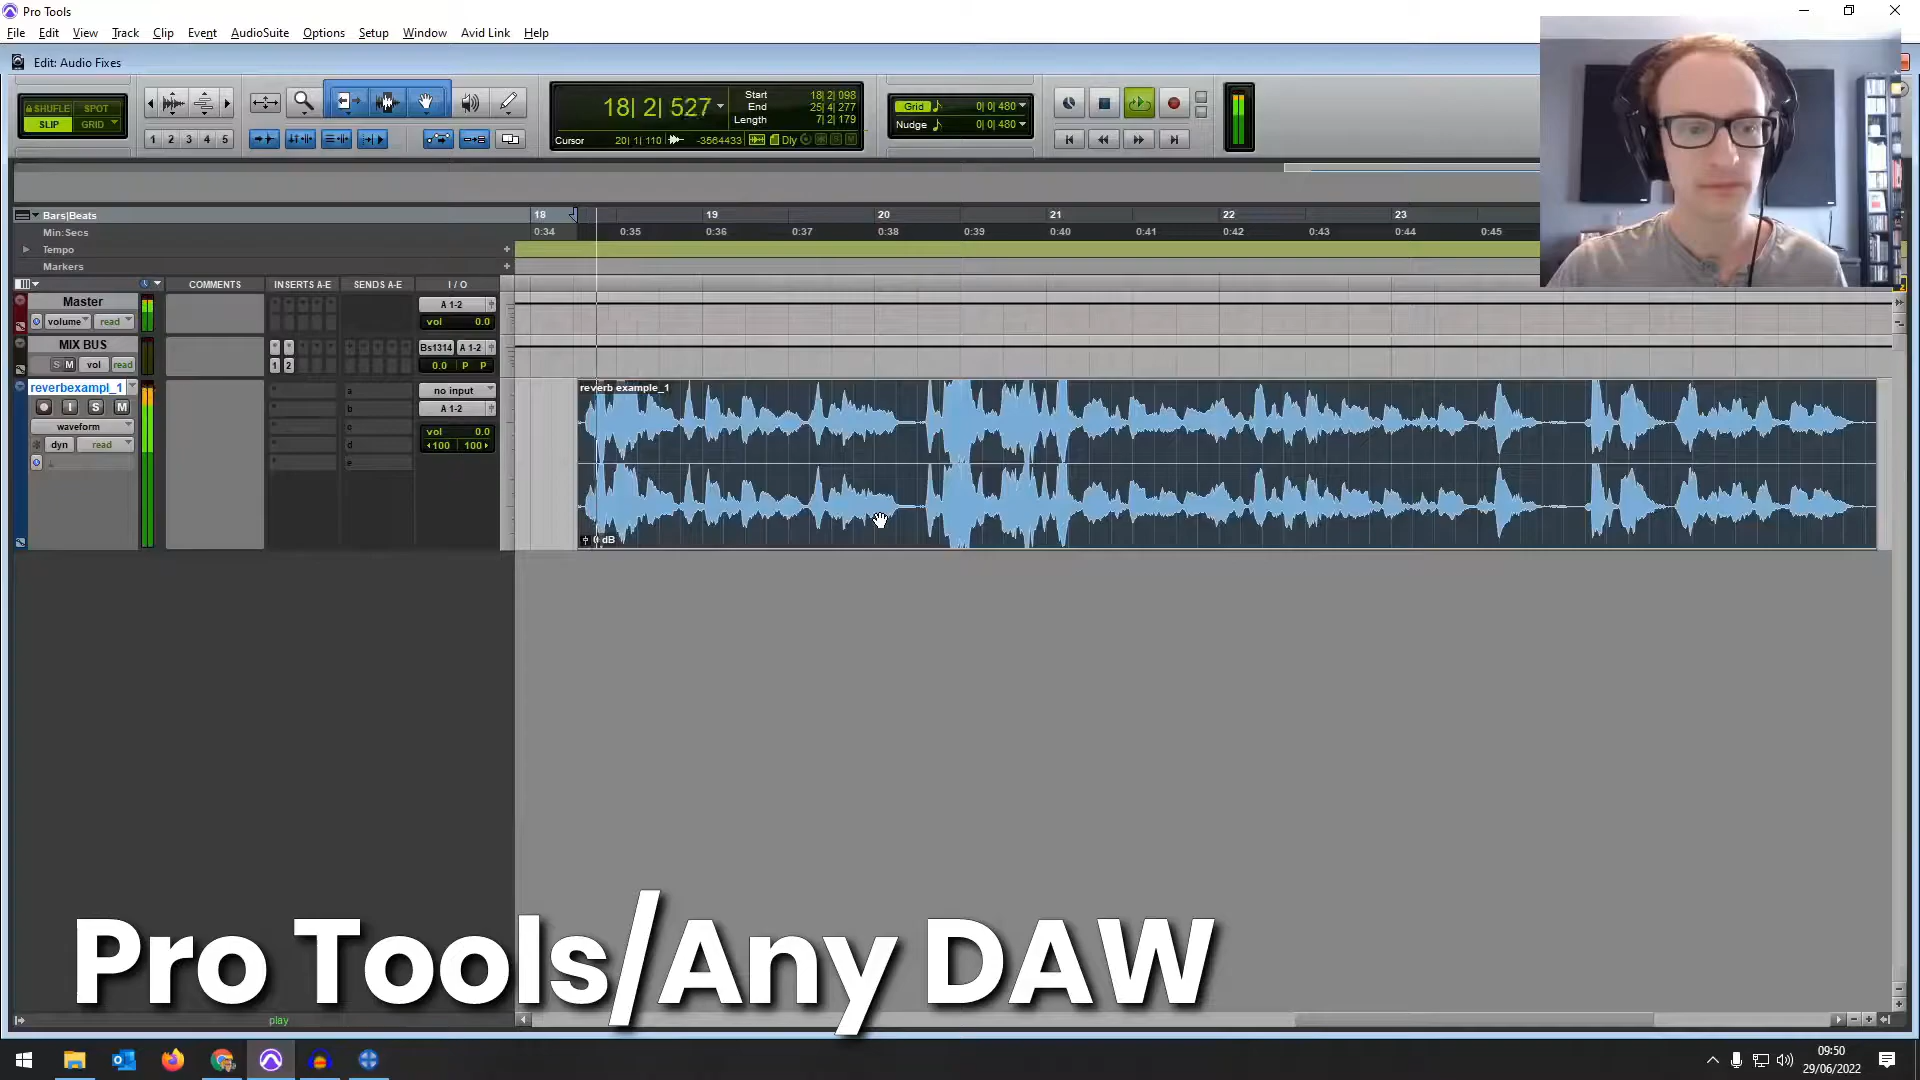 Pro Tools
File Edit View Track Clip Event AudioSuite Options Setup Window Avid Link Help
Edit: Audio Fixes
SHUFFLE SPOT
SLIP GRID
1 2 3 4 5
18| 2| 527
Start 18| 2| 098
End 25| 4| 277
Length 7| 2| 179
Cursor 20| 1| 110 -3564433 Dly
Grid 0| 0| 480
Nudge 0| 0| 480
Bars|Beats 18 19 20 21 22 23
Min:Secs 0:34 0:35 0:36 0:37 0:38 0:39 0:40 0:41 0:42 0:43 0:44 0:45
Tempo
Markers
COMMENTS INSERTS A-E SENDS A-E I / O
Master A 1-2
volume read vol 0.0
MIX BUS Bs1314 A 1-2
S M vol read 1 2 0.0 P P
reverbexampl_1 a no input reverb example_1
I S M b A 1-2
waveform c vol 0.0
dyn read d 100 100
e
0 dB
Pro Tools/Any DAW
play
09:50
29/06/2022